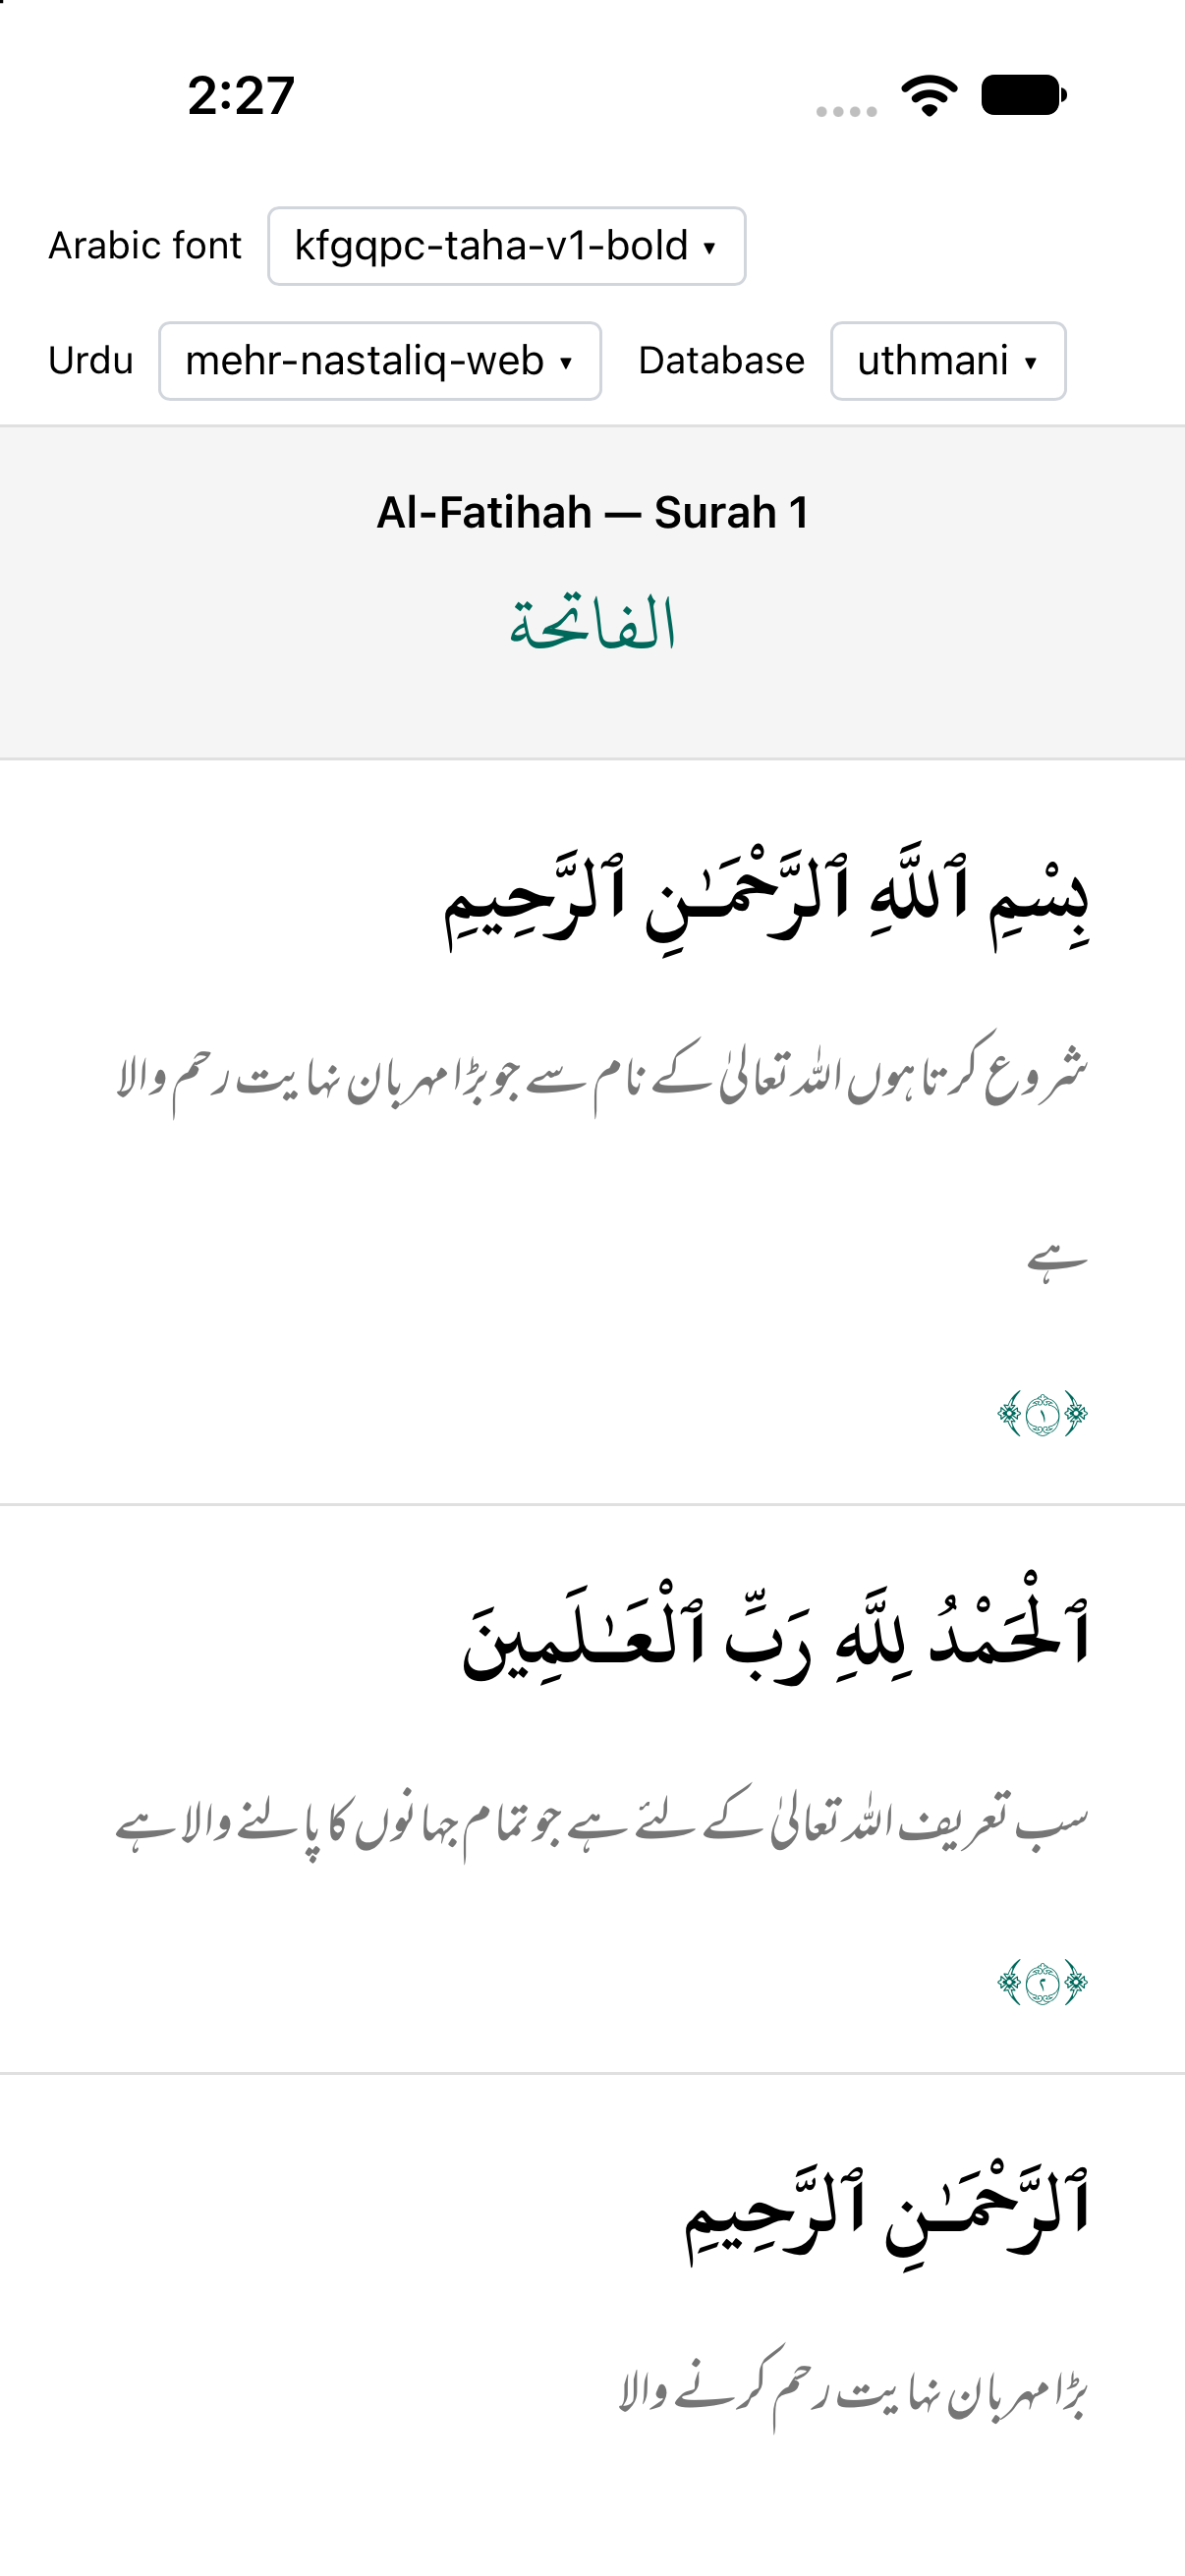 2:27
Arabic font kfgqpc-taha-v1-bold ▾
Urdu mehr-nastaliq-web ▾ Database uthmani ▾
Al-Fatihah — Surah 1
الفاتحة
بِسْمِ ٱللَّهِ ٱلرَّحْمَـٰنِ ٱلرَّحِيمِ
شروع کرتا ہوں اللہ تعالیٰ کے نام سے جو بڑا مہربان نہایت رحم والا
ہے
﴿١﴾
ٱلْحَمْدُ لِلَّهِ رَبِّ ٱلْعَـٰلَمِينَ
سب تعریف اللہ تعالیٰ کے لئے ہے جو تمام جہانوں کا پالنے والا ہے
﴿٢﴾
ٱلرَّحْمَـٰنِ ٱلرَّحِيمِ
بڑا مہربان نہایت رحم کرنے والا